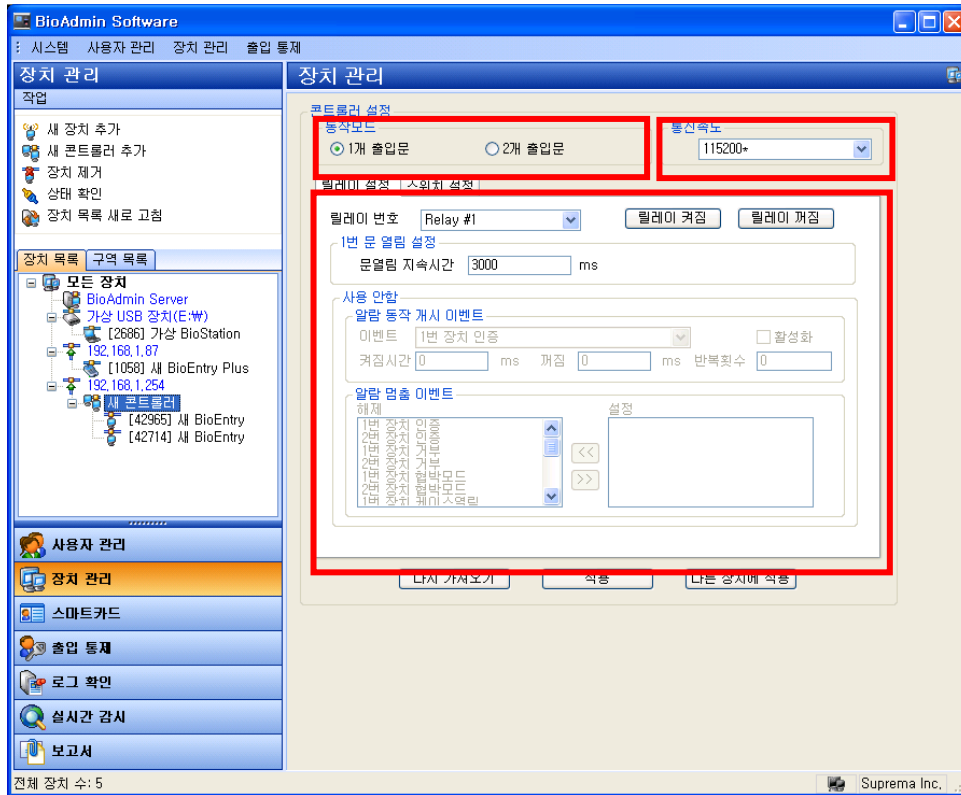 BioAdmin Software
시스템 사용자 관리 장치 관리 출입 통제
장치 관리
작업
새 장치 추가
새 콘트롤러 추가
장치 제거
상태 확인
장치 목록 새로 고침
장치 목록 구역 목록
모든 장치
BioAdmin Server
가상 USB 장치(E:₩)
[2686] 가상 BioStation
192,168,1,87
[1058] 새 BioEntry Plus
192,168,1,254
새 콘트롤러
[42965] 새 BioEntry
[42714] 새 BioEntry
사용자 관리
장치 관리
스마트카드
출입 통제
로그 확인
실시간 감시
보고서
장치 관리
콘트롤러 설정
동작모드
1개 출입문 2개 출입문
통신속도
115200*
릴레이 설정 스위치 설정
릴레이 번호 Relay #1 릴레이 켜짐 릴레이 꺼짐
1번 문 열림 설정
문열림 지속시간 3000 ms
사용 안함
알람 동작 개시 이벤트
이벤트 1번 장치 인증 활성화
켜짐시간 0 ms 꺼짐 0 ms 반복횟수 0
알람 멈춤 이벤트
해제 설정
1번 장치 인증
2번 장치 인증
1번 장치 거부
2번 장치 거부
1번 장치 협박모드
2번 장치 협박모드
1번 장치 케이스열림
<<
>>
다시 가져오기 적용 다른 장치에 적용
전체 장치 수: 5 Suprema Inc,